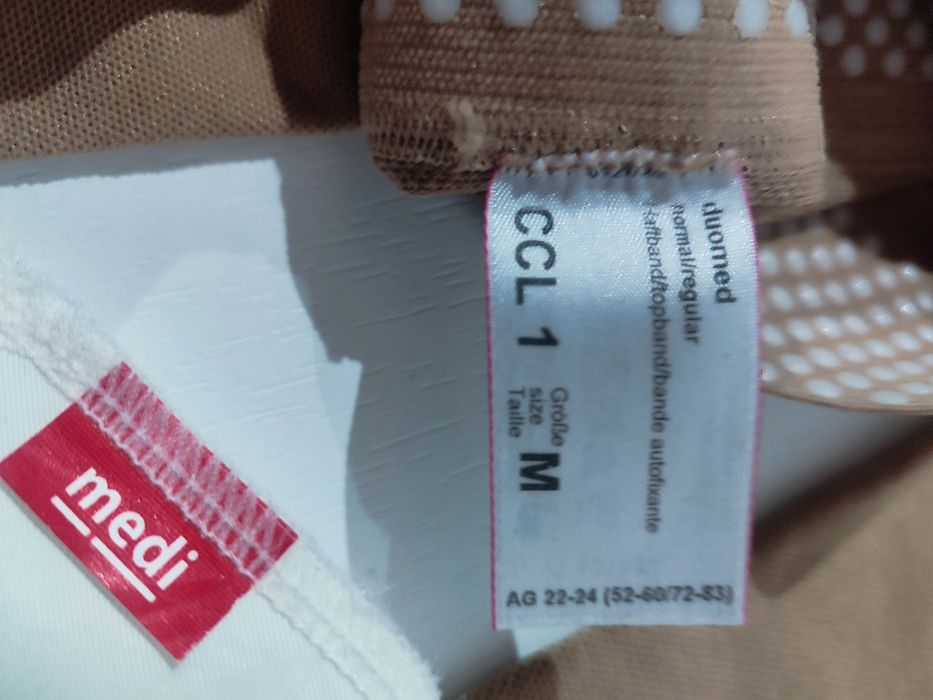 duomed
normal/regular
Haftband/topband/bande autofixante
CCL 1
Größe
size
Taille
M
AG 22-24 (52-60/72-83)
medi